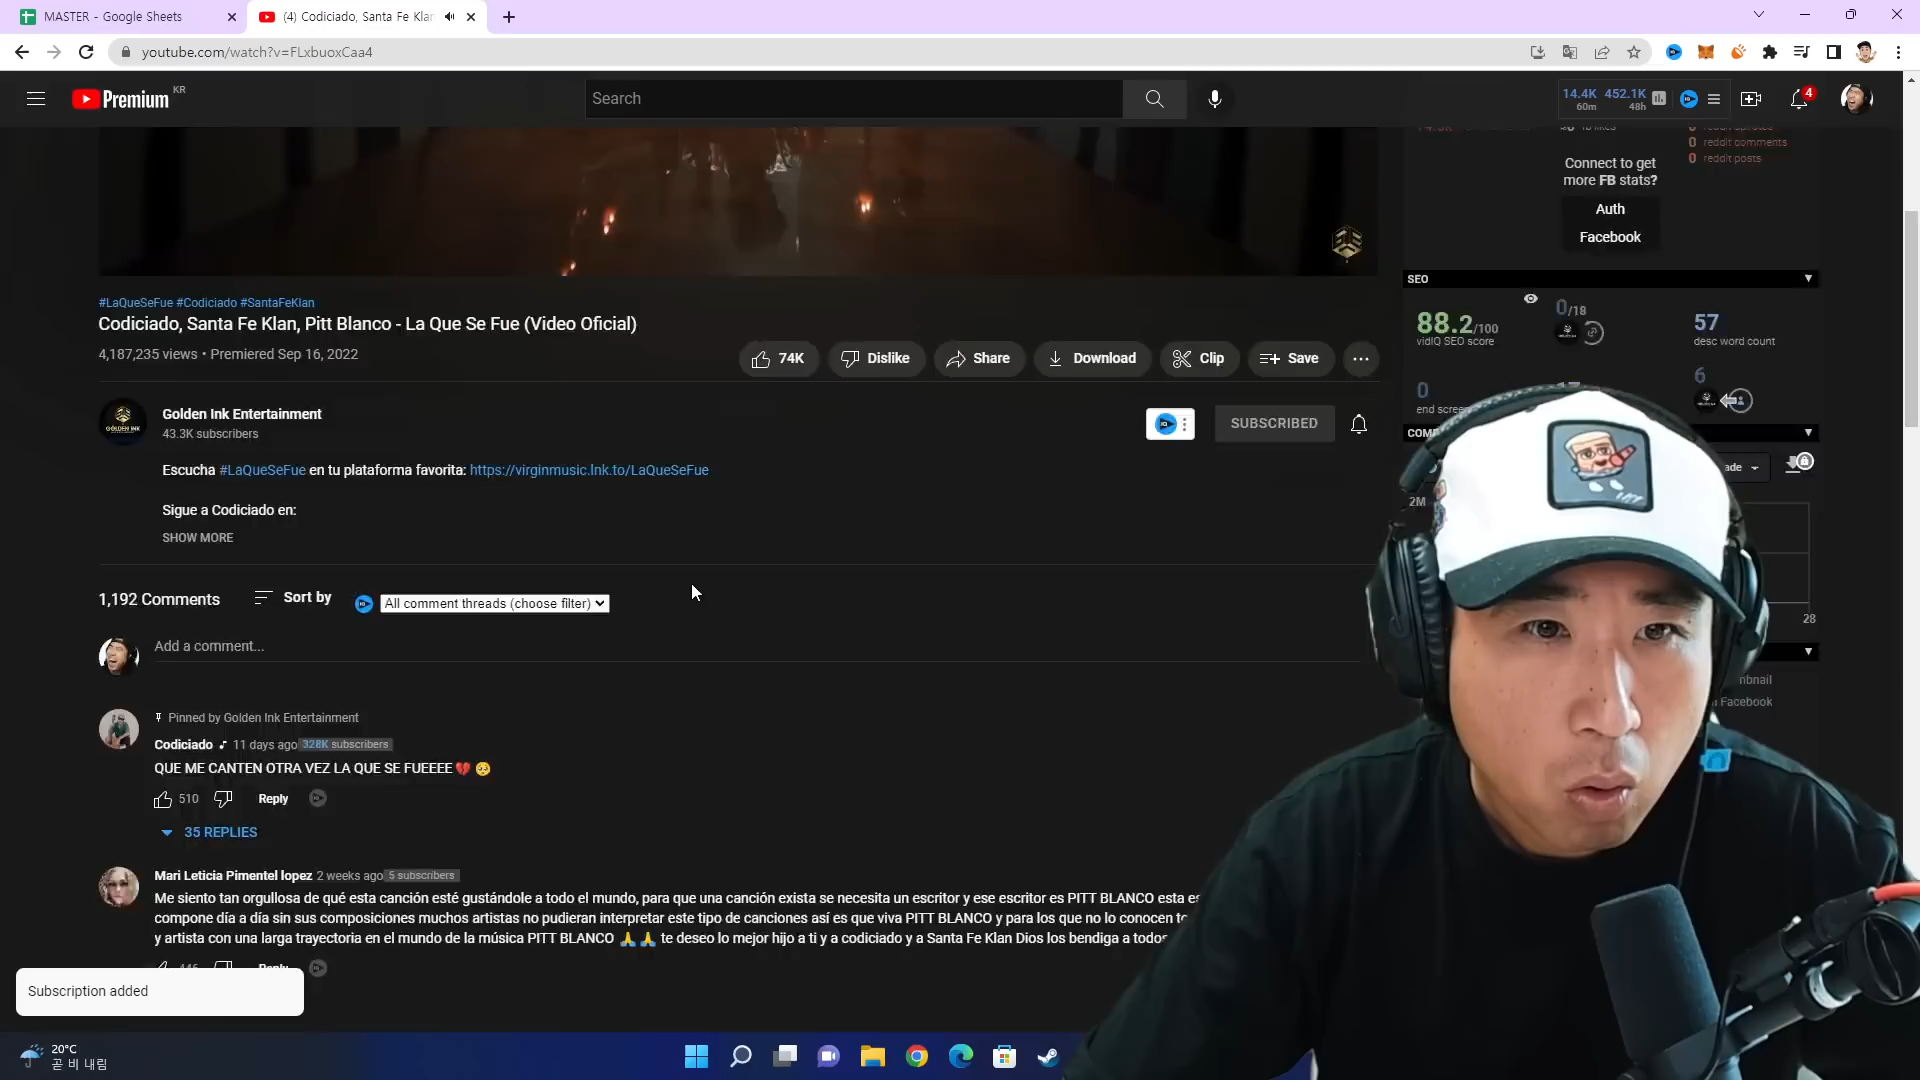 MASTER - Google Sheets
(4) Codiciado, Santa Fe Klan
youtube.com/watch?v=FLxbuoxCaa4
Premium KR
Search
14.4K 452.1K
60m 48h
4
reddit comments
0 reddit posts
Connect to get
more FB stats?
Auth
Facebook
SEO
88.2/100
vidIQ SEO score
0/18
57
desc word count
0
6
2M
28
#LaQueSeFue #Codiciado #SantaFeKlan
Codiciado, Santa Fe Klan, Pitt Blanco - La Que Se Fue (Video Oficial)
4,187,235 views • Premiered Sep 16, 2022
74K
Dislike
Share
Download
Clip
Save
GOLDEN INK
Golden Ink Entertainment
43.3K subscribers
SUBSCRIBED
Escucha #LaQueSeFue en tu plataforma favorita: https://virginmusic.lnk.to/LaQueSeFue
Sigue a Codiciado en:
SHOW MORE
1,192 Comments
Sort by
All comment threads (choose filter)
Add a comment...
Pinned by Golden Ink Entertainment
Codiciado 11 days ago 328K subscribers
QUE ME CANTEN OTRA VEZ LA QUE SE FUEEEE 💔 🥺
510
Reply
35 REPLIES
Mari Leticia Pimentel lopez 2 weeks ago 5 subscribers
Me siento tan orgullosa de qué esta canción esté gustándole a todo el mundo, para que una canción exista se necesita un escritor y ese escritor es PITT BLANCO esta
compone día a día sin sus composiciones muchos artistas no pudieran interpretar este tipo de canciones así es que viva PITT BLANCO y para los que no lo conocen
y artista con una larga trayectoria en el mundo de la música PITT BLANCO 🙏 🙏 te deseo lo mejor hijo a ti y a codiciado y a Santa Fe Klan Dios los bendiga a todos
446
Reply
Subscription added
20°C
곧 비 내림